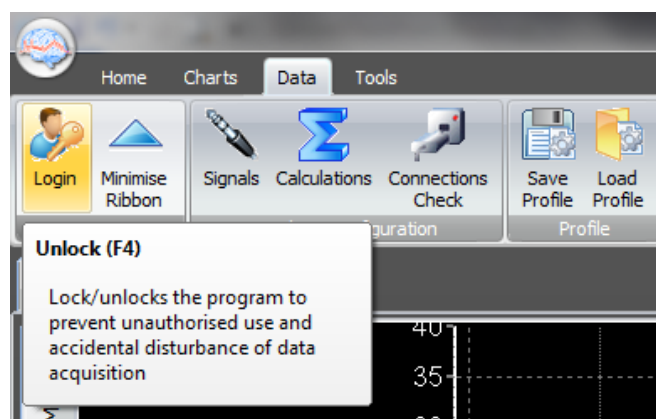 Home Charts Data Tools
Login Minimise Ribbon Signals Calculations Connections Check Save Profile Load Profile
Profile
Unlock (F4)
Lock/unlocks the program to
prevent unauthorised use and
accidental disturbance of data
acquisition
40
35